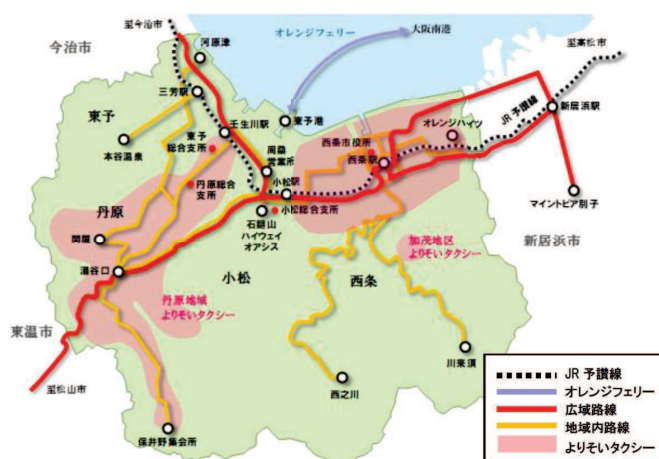 至今治市
今治市
河原津
オレンジフェリー
大阪南港
至高松市
三芳駅
東予
壬生川駅
東予港
オレンジハイツ
JR 予讃線
新居浜駅
本谷温泉
東予
総合支所
周桑
営業所
西条市役所
西条駅
丹原総合
支所
小松駅
小松総合支所
マイントピア別子
丹原
石鎚山
ハイウェイ
オアシス
関屋
加茂地区
よりそいタクシー
新居浜市
湯谷口
小松
西条
丹原地域
よりそいタクシー
東温市
川来須
至松山市
西之川
保井野集会所
JR 予讃線
オレンジフェリー
広域路線
地域内路線
よりそいタクシー